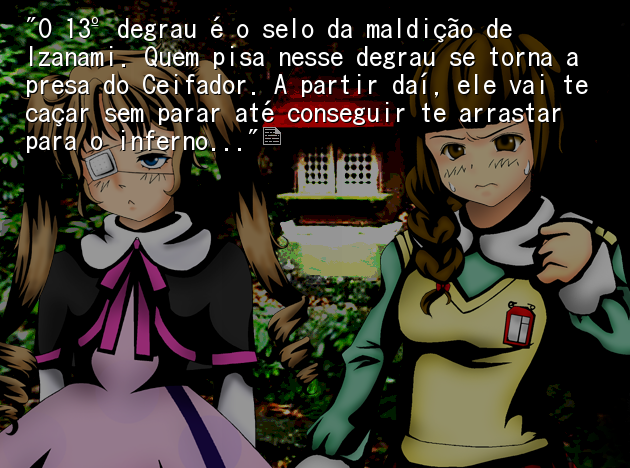 "O 13º degrau é o selo da maldição de
Izanami. Quem pisa nesse degrau se torna a
presa do Ceifador. A partir daí, ele vai te
caçar sem parar até conseguir te arrastar
para o inferno..."